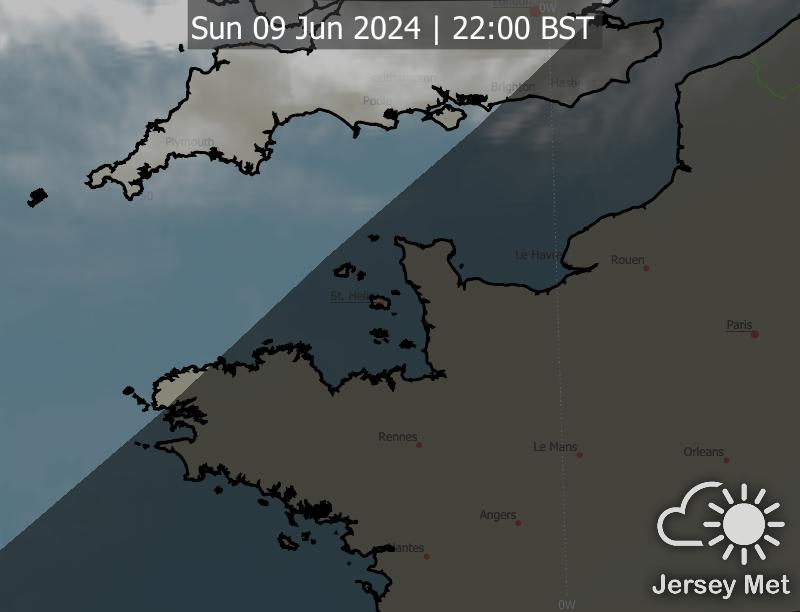 London
0W
Sun 09 Jun 2024 | 22:00 BST
Southampton
Brighton
Poole
Plymouth
Le Havre
Rouen
St. Helier
Paris
Rennes
Le Mans
Orleans
Angers
Nantes
Jersey Met
0W